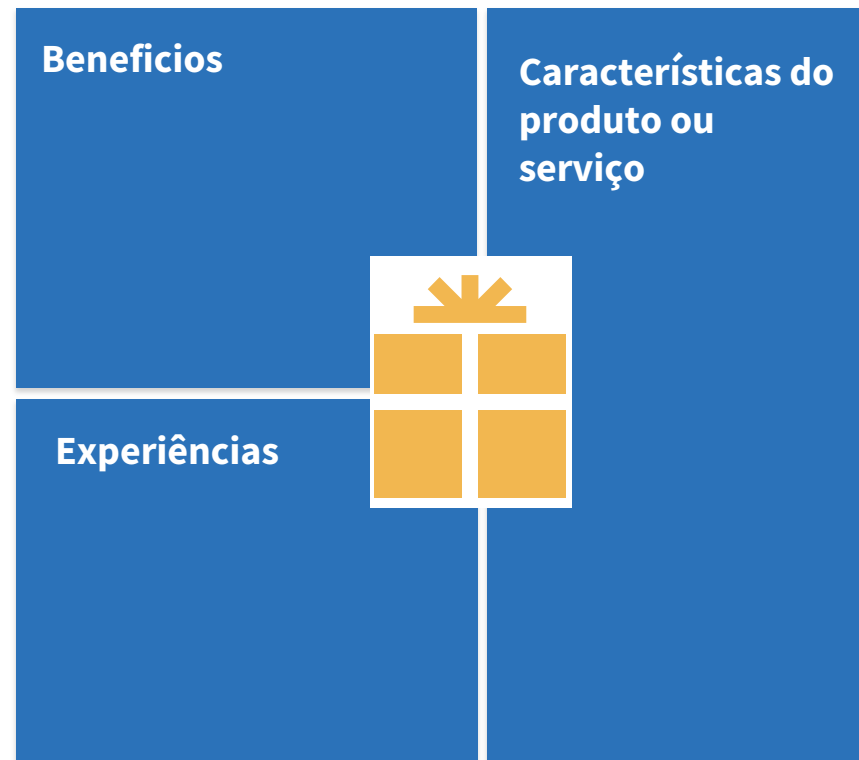 Beneficios
Características do
produto ou
serviço
Experiências